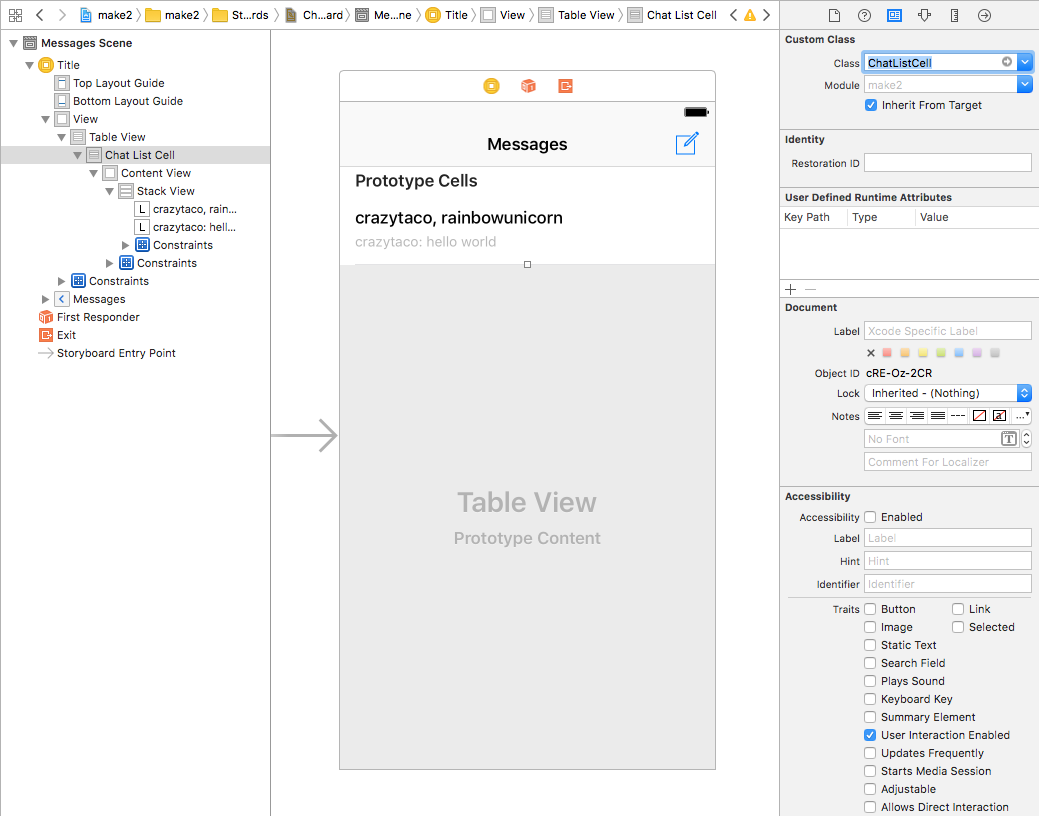 make2 make2 St...rds Ch...ard Me...ne Title View Table View Chat List Cell
Messages Scene
Title
Top Layout Guide
Bottom Layout Guide
View
Table View
Chat List Cell
Content View
Stack View
L crazytaco, rain...
L crazytaco: hell...
Constraints
Constraints
Constraints
Messages
First Responder
Exit
Storyboard Entry Point
Messages
Prototype Cells
crazytaco, rainbowunicorn
crazytaco: hello world
Table View
Prototype Content
Custom Class
Class ChatListCell
Module make2
Inherit From Target
Identity
Restoration ID
User Defined Runtime Attributes
Key Path Type Value
Document
Label Xcode Specific Label
Object ID cRE-Oz-2CR
Lock Inherited - (Nothing)
Notes
No Font T
Comment For Localizer
Accessibility
Accessibility Enabled
Label Label
Hint Hint
Identifier Identifier
Traits Button Link
Image Selected
Static Text
Search Field
Plays Sound
Keyboard Key
Summary Element
User Interaction Enabled
Updates Frequently
Starts Media Session
Adjustable
Allows Direct Interaction